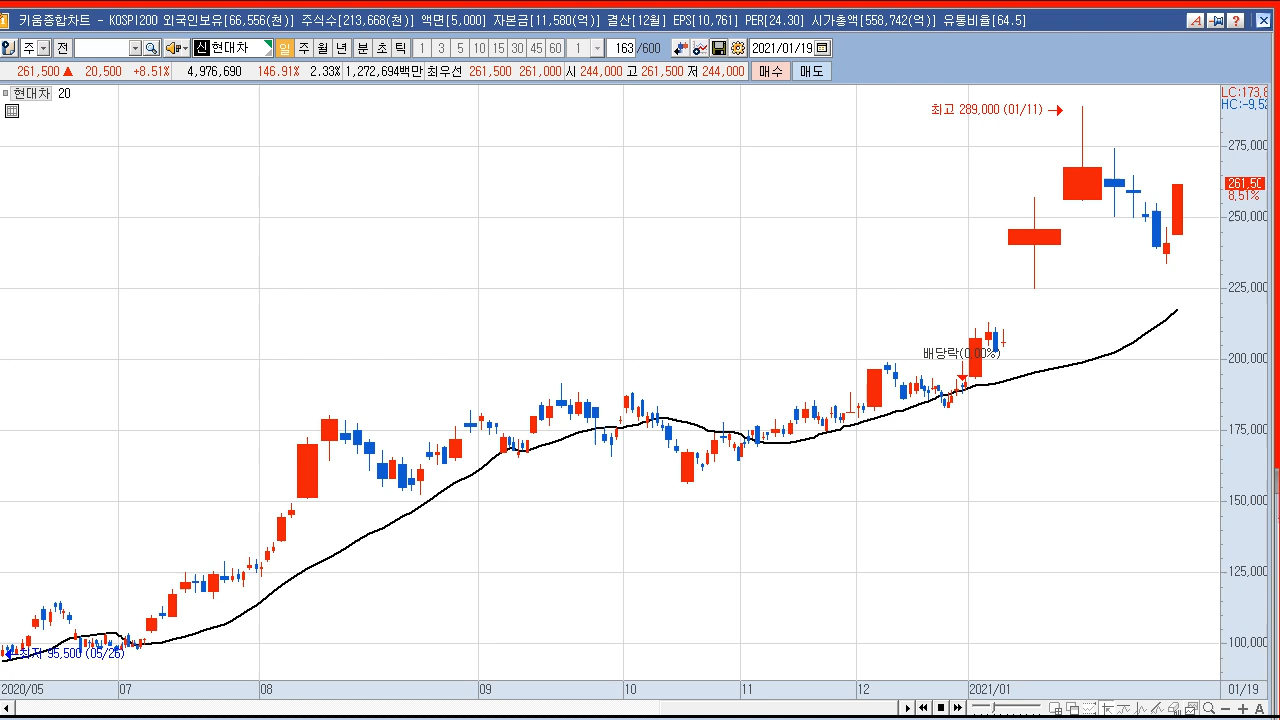 키움종합차트 - KOSPI200 외국인보유[66,556(천)] 주식수[213,668(천)] 액면[5,000] 자본금[11,580(억)] 결산[12월] EPS[10,761] PER[24.30] 시가총액[558,742(억)] 유통비율[64.5]
주 전 신 현대차 일 주 월 년 분 초 틱 1 3 5 10 15 30 45 60 1 163 /600 2021/01/19
261,500 ▲ 20,500 +8.51% 4,976,690 146.91% 2.33% 1,272,694백만 최우선 261,500 261,000 시 244,000 고 261,500 저 244,000 매수 매도
현대차 20
LC:173,8
HC:-9,52
최고 289,000 (01/11) →
275,000
261,50
8,51%
250,000
225,000
200,000
배당락(0,00%)
175,000
150,000
125,000
100,000
최저 95,500 (05/26)
2020/05 07 08 09 10 11 12 2021/01 01/19